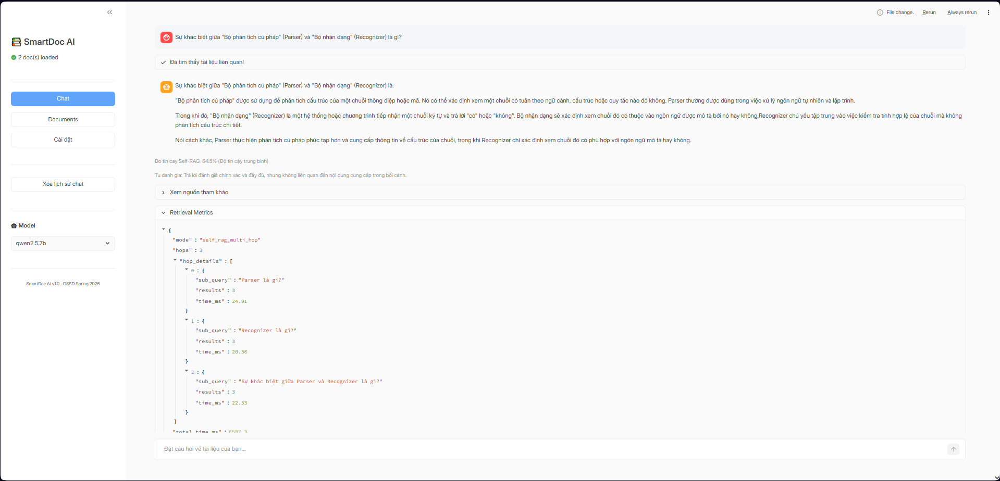 File change.
Rerun
Always rerun
SmartDoc AI
2 doc(s) loaded
Chat
Documents
Cài đặt
Xóa lịch sử chat
Model
qwen2.5:7b
SmartDoc AI v1.0 · OSSD Spring 2026
Sự khác biệt giữa "Bộ phân tích cú pháp" (Parser) và "Bộ nhận dạng" (Recognizer) là gì?
Đã tìm thấy tài liệu liên quan!
Sự khác biệt giữa "Bộ phân tích cú pháp" (Parser) và "Bộ nhận dạng" (Recognizer) là:
"Bộ phân tích cú pháp" được sử dụng để phân tích cấu trúc của một chuỗi thông điệp hoặc mã. Nó có thể xác định xem một chuỗi có tuân theo ngữ cảnh, cấu trúc hoặc quy tắc nào đó không. Parser thường được dùng trong việc xử lý ngôn ngữ tự nhiên và lập trình.
Trong khi đó, "Bộ nhận dạng" (Recognizer) là một hệ thống hoặc chương trình tiếp nhận một chuỗi ký tự và trả lời "có" hoặc "không". Bộ nhận dạng sẽ xác định xem chuỗi đó có thuộc vào ngôn ngữ được mô tả bởi nó hay không.Recognizer chủ yếu tập trung vào việc kiểm tra tính hợp lệ của chuỗi mà không
phân tích cấu trúc chi tiết.
Nói cách khác, Parser thực hiện phân tích cú pháp phức tạp hơn và cung cấp thông tin về cấu trúc của chuỗi, trong khi Recognizer chỉ xác định xem chuỗi đó có phù hợp với ngôn ngữ mô tả hay không.
Do tin cay Self-RAG: 64.5% (Độ tin cậy trung bình)
Tu danh gia: Trả lời đánh giá chính xác và đầy đủ, nhưng không liên quan đến nội dung cung cấp trong bối cảnh.
Xem nguồn tham khảo
Retrieval Metrics
{
"mode" : "self_rag_multi_hop"
"hops" : 3
"hop_details" : [
0 : {
"sub_query" : "Parser là gì?"
"results" : 3
"time_ms" : 24.91
}
1 : {
"sub_query" : "Recognizer là gì?"
"results" : 3
"time_ms" : 20.56
}
2 : {
"sub_query" : "Sự khác biệt giữa Parser và Recognizer là gì?"
"results" : 3
"time_ms" : 22.53
}
]
"total_time_ms" : 6587.3
Đặt câu hỏi về tài liệu của bạn...